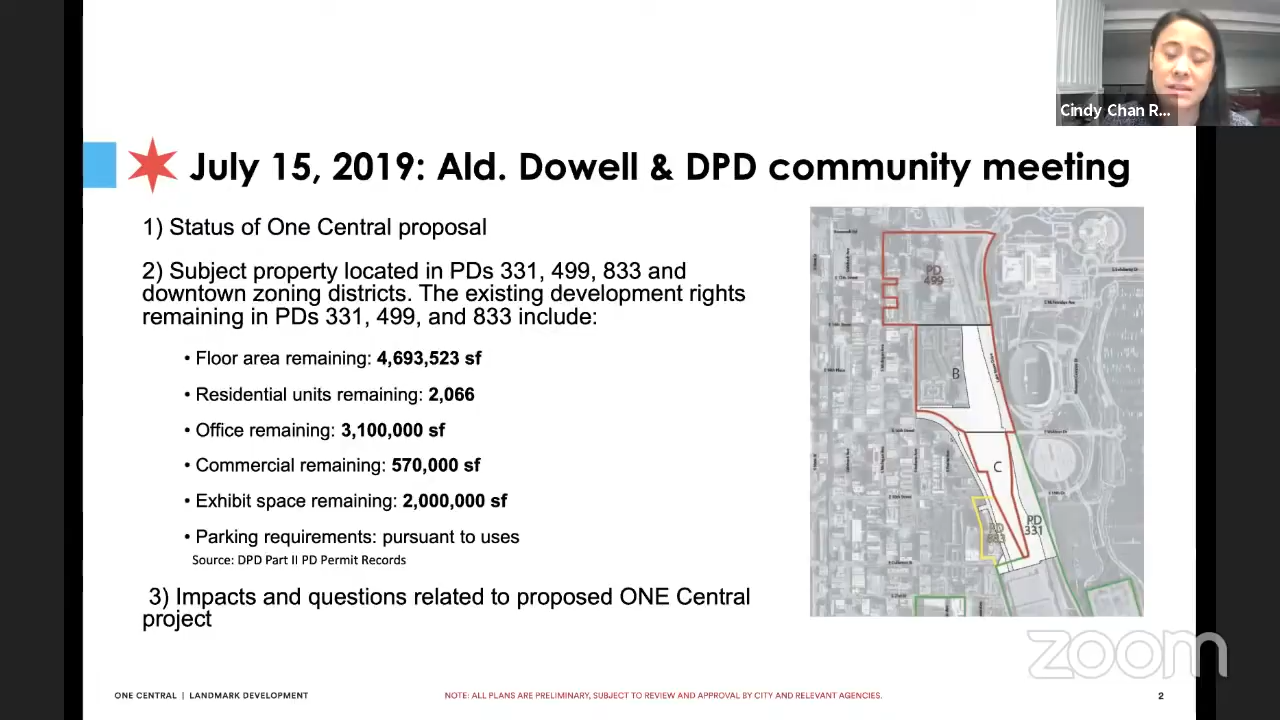 Cindy Chan R...
July 15, 2019: Ald. Dowell & DPD community meeting
1) Status of One Central proposal
2) Subject property located in PDs 331, 499, 833 and
downtown zoning districts. The existing development rights
remaining in PDs 331, 499, and 833 include:
• Floor area remaining: 4,693,523 sf
• Residential units remaining: 2,066
• Office remaining: 3,100,000 sf
• Commercial remaining: 570,000 sf
• Exhibit space remaining: 2,000,000 sf
• Parking requirements: pursuant to uses
Source: DPD Part II PD Permit Records
3) Impacts and questions related to proposed ONE Central
project
PD
499
B
C
PD
331
PD
883
zoom
ONE CENTRAL | LANDMARK DEVELOPMENT
NOTE: ALL PLANS ARE PRELIMINARY, SUBJECT TO REVIEW AND APPROVAL BY CITY AND RELEVANT AGENCIES.
2